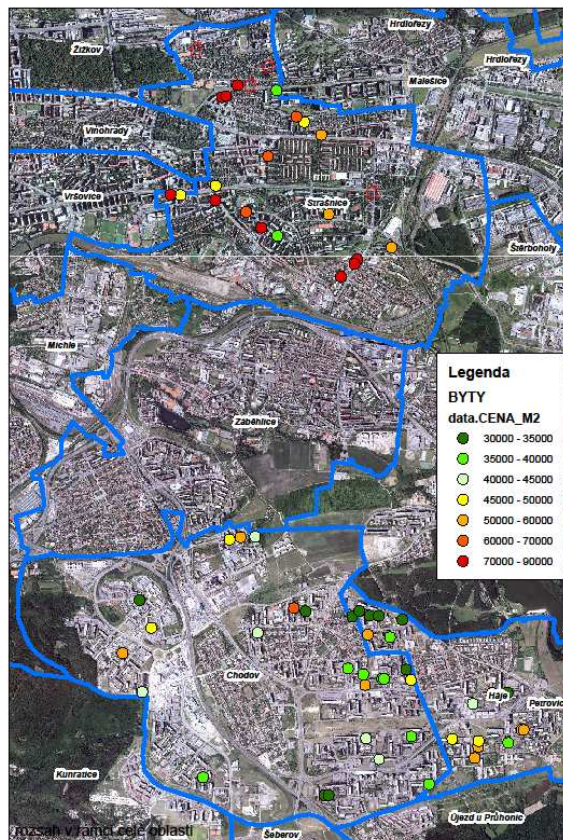 Hrdlořezy
Žižkov
Hrdlořezy
Malešice
Vinohrady
Vršovice
Strašnice
Štěrboholy
Michle
Záběhlice
Legenda
BYTY
data.CENA_M2
30000 - 35000
35000 - 40000
40000 - 45000
45000 - 50000
50000 - 60000
60000 - 70000
70000 - 90000
Chodov
Háje
Petrovic
Kunratice
Újezd u Průhonic
rozsah v rámci celé oblasti
Šeberov